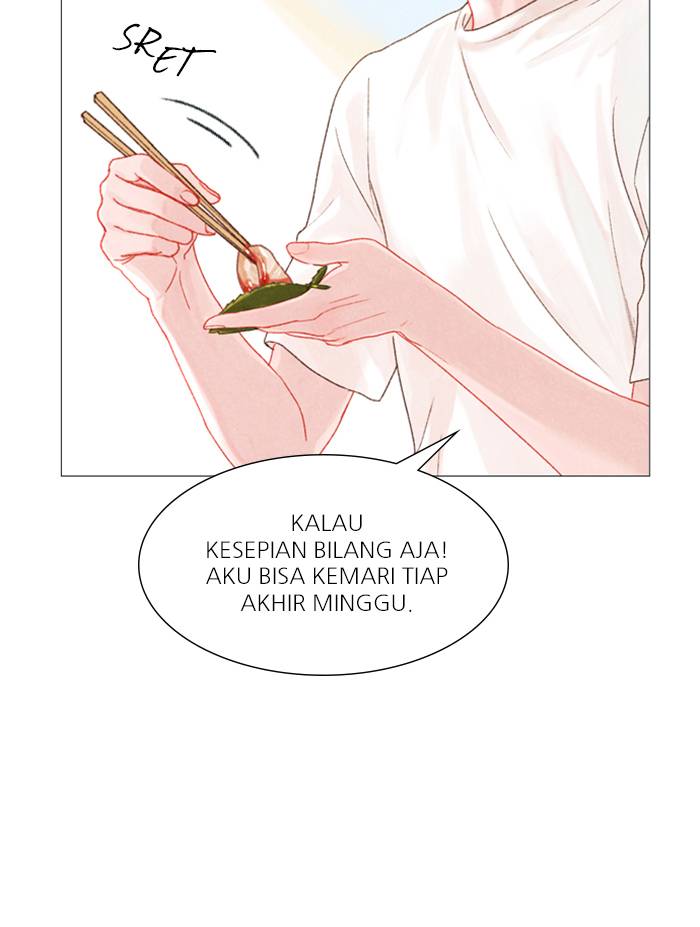 SRET
KALAU
KESEPIAN BILANG AJA!
AKU BISA KEMARI TIAP
AKHIR MINGGU.